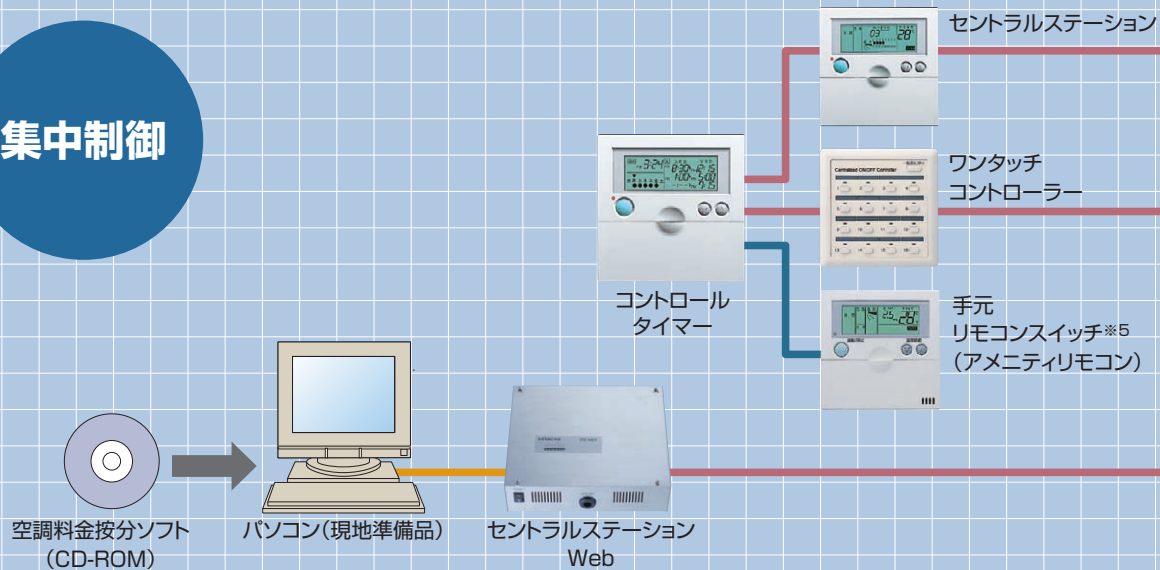 集中制御
セントラルステーション
ワンタッチ
コントローラー
Centralized ON/OFF Controller
コントロール
タイマー
手元
リモコンスイッチ※5
(アメニティリモコン)
空調料金按分ソフト
(CD-ROM)
パソコン(現地準備品)
セントラルステーション
Web